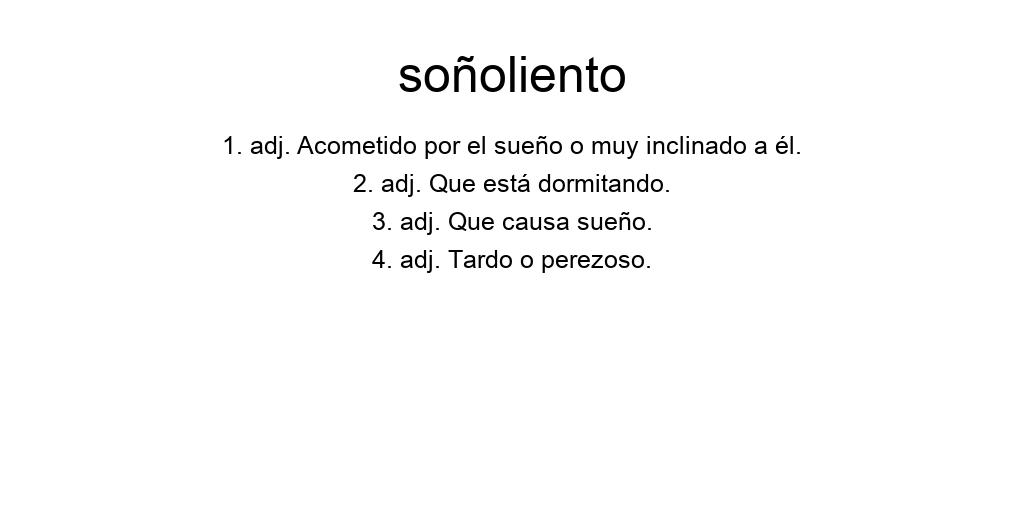 soñoliento
1. adj. Acometido por el sueño o muy inclinado a él.
2. adj. Que está dormitando.
3. adj. Que causa sueño.
4. adj. Tardo o perezoso.